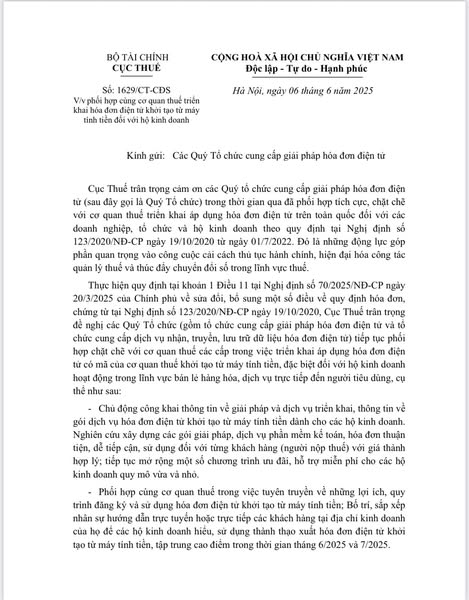 BỘ TÀI CHÍNH
CỤC THUẾ
CỘNG HOÀ XÃ HỘI CHỦ NGHĨA VIỆT NAM
Độc lập - Tự do - Hạnh phúc
Số: 1629/CT-CĐS
V/v phối hợp cùng cơ quan thuế triển
khai hóa đơn điện tử khởi tạo từ máy
tính tiền đối với hộ kinh doanh
Hà Nội, ngày 06 tháng 6 năm 2025
Kính gửi: Các Quý Tổ chức cung cấp giải pháp hóa đơn điện tử
Cục Thuế trân trọng cảm ơn các Quý tổ chức cung cấp giải pháp hóa đơn điện
tử (sau đây gọi là Quý Tổ chức) trong thời gian qua đã phối hợp tích cực, chặt chẽ
với cơ quan thuế triển khai áp dụng hóa đơn điện tử trên toàn quốc đối với các
doanh nghiệp, tổ chức và hộ kinh doanh theo quy định tại Nghị định số
123/2020/NĐ-CP ngày 19/10/2020 từ ngày 01/7/2022. Đó là những động lực góp
phần quan trọng vào công cuộc cải cách thủ tục hành chính, hiện đại hóa công tác
quản lý thuế và thúc đẩy chuyển đổi số trong lĩnh vực thuế.
Thực hiện quy định tại khoản 1 Điều 11 tại Nghị định số 70/2025/NĐ-CP ngày
20/3/2025 của Chính phủ về sửa đổi, bổ sung một số điều về quy định hóa đơn,
chứng từ tại Nghị định số 123/2020/NĐ-CP ngày 19/10/2020, Cục Thuế trân trọng
đề nghị các Quý Tổ chức (gồm tổ chức cung cấp giải pháp hóa đơn điện tử và tổ
chức cung cấp dịch vụ nhận, truyền, lưu trữ dữ liệu hóa đơn điện tử) tiếp tục phối
hợp chặt chẽ với cơ quan thuế các cấp trong việc triển khai áp dụng hóa đơn điện
tử có mã của cơ quan thuế khởi tạo từ máy tính tiền, đặc biệt đối với hộ kinh doanh
hoạt động trong lĩnh vực bán lẻ hàng hóa, dịch vụ trực tiếp đến người tiêu dùng, cụ
thể như sau:
- Chủ động công khai thông tin về giải pháp và dịch vụ triển khai, thông tin về
gói dịch vụ hóa đơn điện tử khởi tạo từ máy tính tiền dành cho các hộ kinh doanh.
Nghiên cứu xây dựng các gói giải pháp, dịch vụ phần mềm kế toán, hóa đơn thuận
tiện, dễ tiếp cận, sử dụng đối với từng khách hàng (người nộp thuế) với giá thành
hợp lý; tiếp tục mở rộng một số chương trình ưu đãi, hỗ trợ miễn phí cho các hộ
kinh doanh quy mô vừa và nhỏ.
- Phối hợp cùng cơ quan thuế trong việc tuyên truyền về những lợi ích, quy
trình đăng ký và sử dụng hóa đơn điện tử khởi tạo từ máy tính tiền; Bố trí, sắp xếp
nhân sự hướng dẫn trực tuyến hoặc trực tiếp các khách hàng tại địa chỉ kinh doanh
của họ để các hộ kinh doanh hiểu, sử dụng thành thạo xuất hóa đơn điện tử khởi
tạo từ máy tính tiền, tập trung cao điểm trong thời gian tháng 6/2025 và 7/2025.